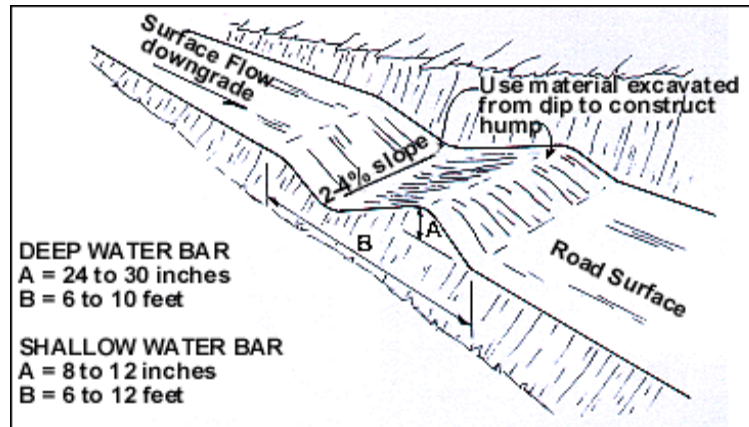 Surface Flow
downgrade
Use material excavated
from dip to construct
hump
2-4% slope
A
B
Road Surface
DEEP WATER BAR
A = 24 to 30 inches
B = 6 to 10 feet
SHALLOW WATER BAR
A = 8 to 12 inches
B = 6 to 12 feet